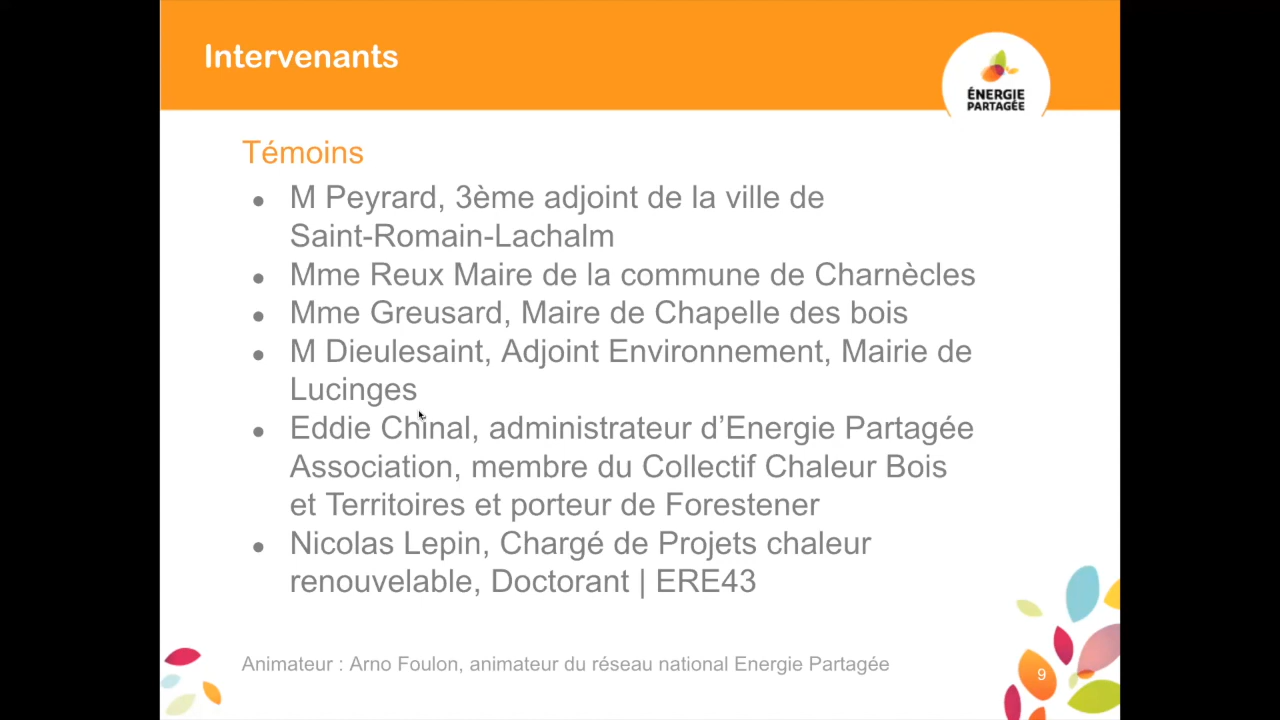 Intervenants
ÉNERGIE
PARTAGÉE
Témoins
● M Peyrard, 3ème adjoint de la ville de
Saint-Romain-Lachalm
● Mme Reux Maire de la commune de Charnècles
● Mme Greusard, Maire de Chapelle des bois
● M Dieulesaint, Adjoint Environnement, Mairie de
Lucinges
● Eddie Chinal, administrateur d’Energie Partagée
Association, membre du Collectif Chaleur Bois
et Territoires et porteur de Forestener
● Nicolas Lepin, Chargé de Projets chaleur
renouvelable, Doctorant | ERE43
Animateur : Arno Foulon, animateur du réseau national Energie Partagée
9